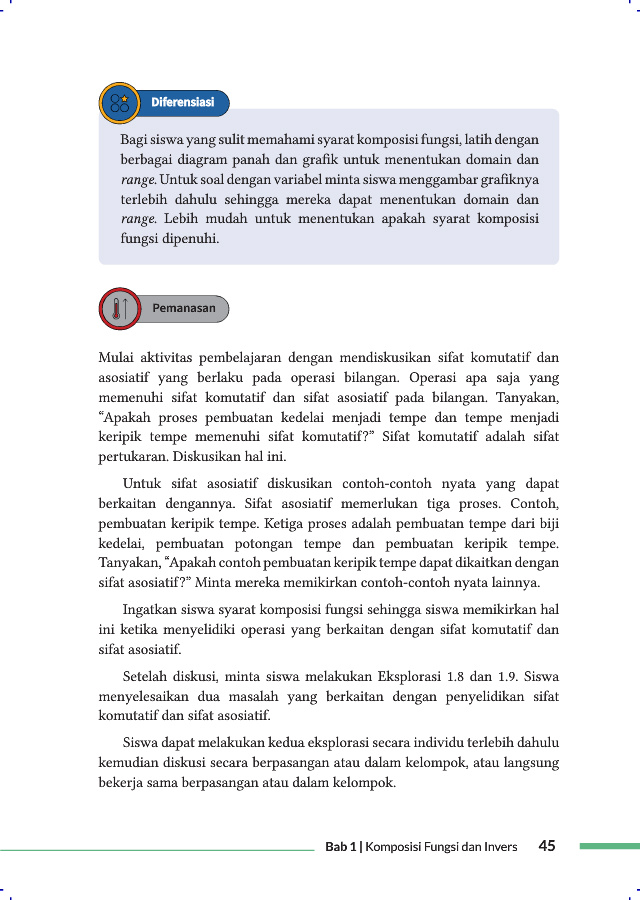 Diferensiasi
Bagi siswa yang sulit memahami syarat komposisi fungsi, latih dengan
berbagai diagram panah dan grafik untuk menentukan domain dan
range. Untuk soal dengan variabel minta siswa menggambar grafiknya
terlebih dahulu sehingga mereka dapat menentukan domain dan
range. Lebih mudah untuk menentukan apakah syarat komposisi
fungsi dipenuhi.
Pemanasan
Mulai aktivitas pembelajaran dengan mendiskusikan sifat komutatif dan
asosiatif yang berlaku pada operasi bilangan. Operasi apa saja yang
memenuhi sifat komutatif dan sifat asosiatif pada bilangan. Tanyakan,
“Apakah proses pembuatan kedelai menjadi tempe dan tempe menjadi
keripik tempe memenuhi sifat komutatif?” Sifat komutatif adalah sifat
pertukaran. Diskusikan hal ini.
Untuk sifat asosiatif diskusikan contoh-contoh nyata yang dapat
berkaitan dengannya. Sifat asosiatif memerlukan tiga proses. Contoh,
pembuatan keripik tempe. Ketiga proses adalah pembuatan tempe dari biji
kedelai, pembuatan potongan tempe dan pembuatan keripik tempe.
Tanyakan, “Apakah contoh pembuatan keripik tempe dapat dikaitkan dengan
sifat asosiatif?” Minta mereka memikirkan contoh-contoh nyata lainnya.
Ingatkan siswa syarat komposisi fungsi sehingga siswa memikirkan hal
ini ketika menyelidiki operasi yang berkaitan dengan sifat komutatif dan
sifat asosiatif.
Setelah diskusi, minta siswa melakukan Eksplorasi 1.8 dan 1.9. Siswa
menyelesaikan dua masalah yang berkaitan dengan penyelidikan sifat
komutatif dan sifat asosiatif.
Siswa dapat melakukan kedua eksplorasi secara individu terlebih dahulu
kemudian diskusi secara berpasangan atau dalam kelompok, atau langsung
bekerja sama berpasangan atau dalam kelompok.
Bab 1 | Komposisi Fungsi dan Invers 45